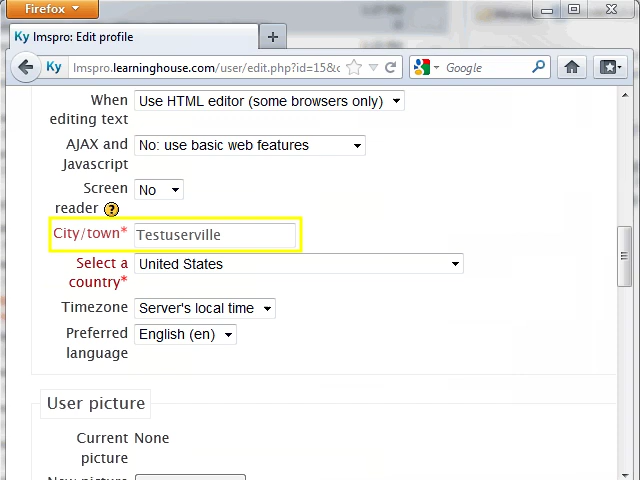 Firefox
Ky lmspro: Edit profile
Ky lmspro.learninghouse.com/user/edit.php?id=15&c Google
When editing text Use HTML editor (some browsers only)
AJAX and Javascript No: use basic web features
Screen reader ? No
City/town* Testuserville
Select a country* United States
Timezone Server's local time
Preferred language English (en)
User picture
Current picture None
New picture